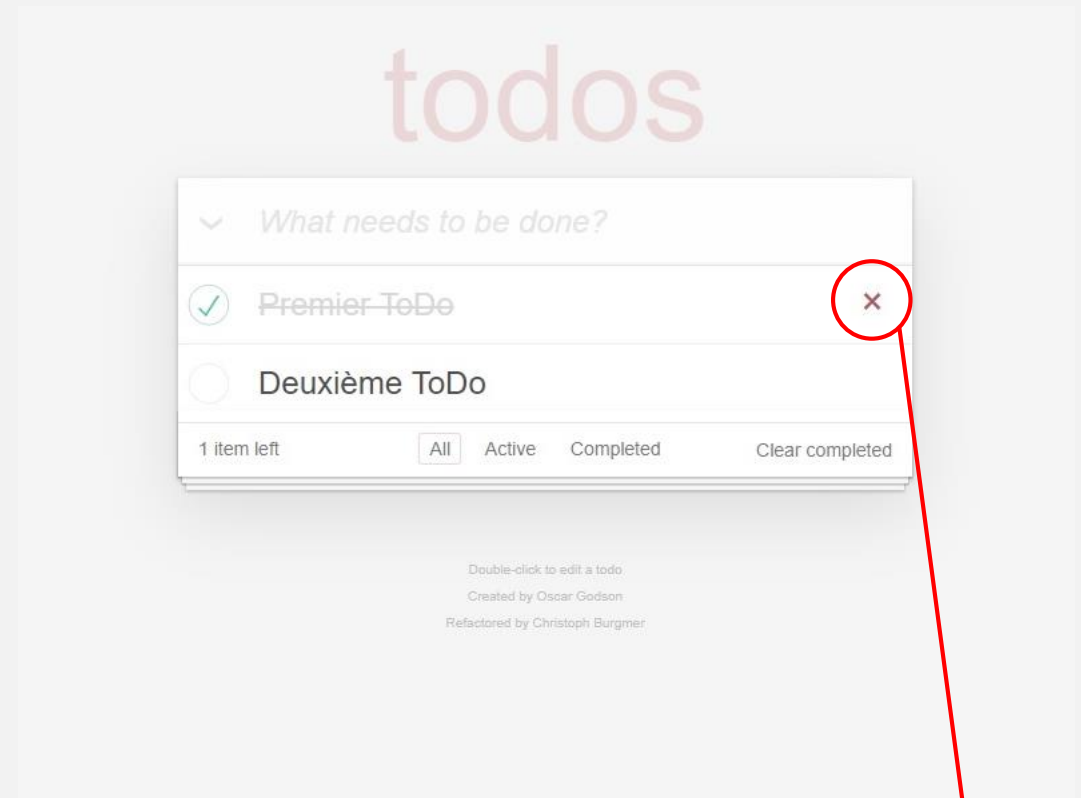 todos
What needs to be done?
Premier ToDo
Deuxième ToDo
1 item left All Active Completed Clear completed
Double-click to edit a todo
Created by Oscar Godson
Refactored by Christoph Burgmer